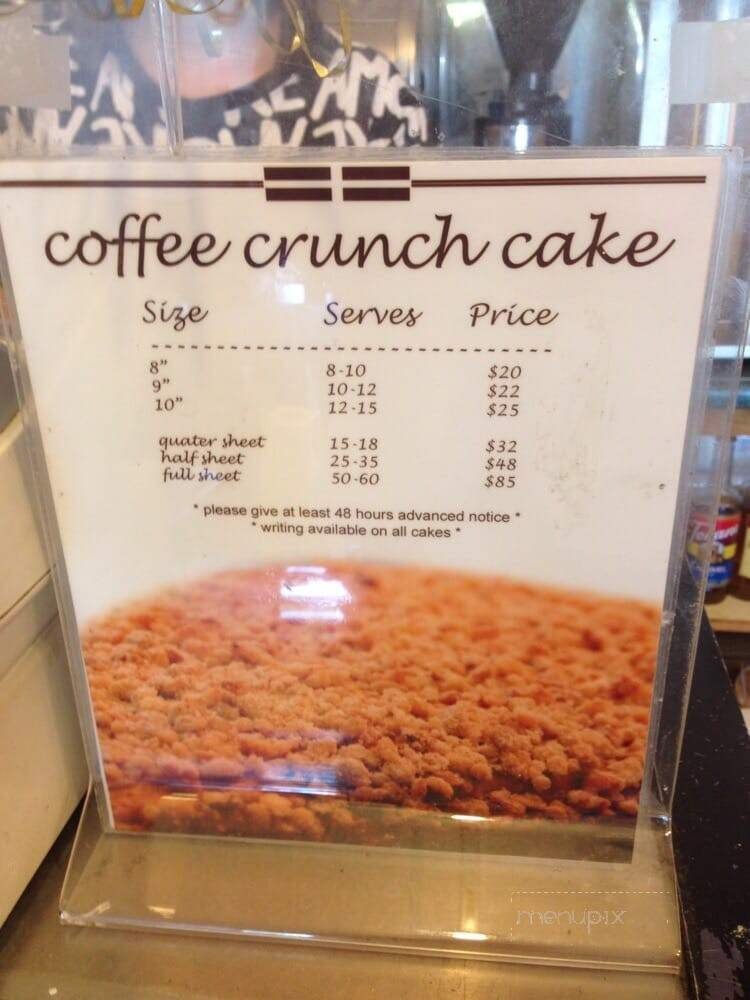 coffee crunch cake
Size Serves Price
8" 8-10 $20
9" 10-12 $22
10" 12-15 $25
quater sheet 15-18 $32
half sheet 25-35 $48
full sheet 50-60 $85
* please give at least 48 hours advanced notice *
* writing available on all cakes *
menupix